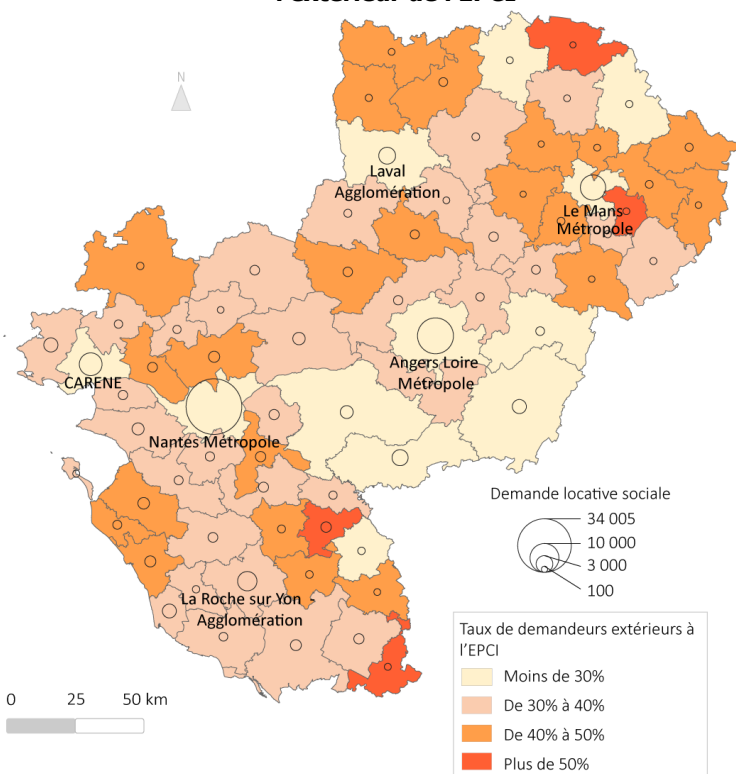 l'extérieur de l'EPCI
N
Laval
Agglomération
Le Mans
Métropole
Angers Loire
Métropole
CARENE
Nantes Métropole
La Roche sur Yon -
Agglomération
Demande locative sociale
34 005
10 000
3 000
100
Taux de demandeurs extérieurs à
l'EPCI
Moins de 30%
De 30% à 40%
De 40% à 50%
Plus de 50%
0 25 50 km